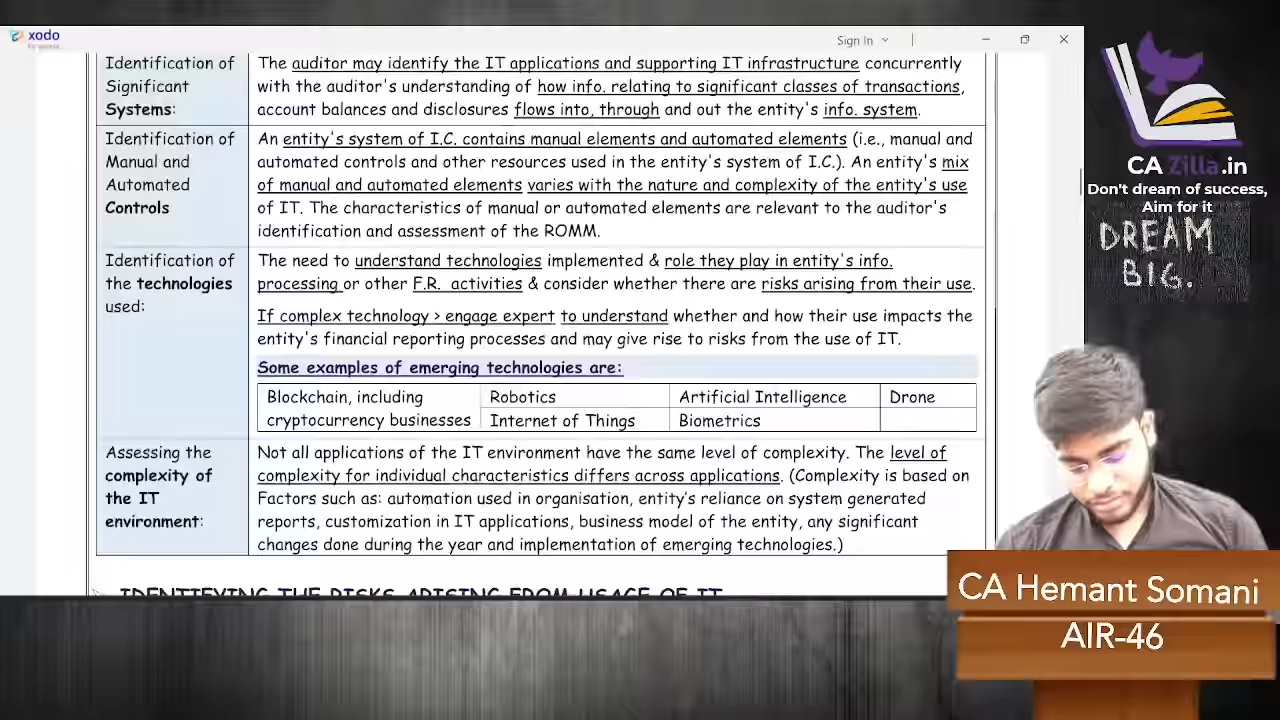 xodo
Sign In
Identification of
Significant
Systems:
The auditor may identify the IT applications and supporting IT infrastructure concurrently
with the auditor's understanding of how info. relating to significant classes of transactions,
account balances and disclosures flows into, through and out the entity's info. system.
Identification of
Manual and
Automated
Controls
An entity's system of I.C. contains manual elements and automated elements (i.e., manual and
automated controls and other resources used in the entity's system of I.C.). An entity's mix
of manual and automated elements varies with the nature and complexity of the entity's use
of IT. The characteristics of manual or automated elements are relevant to the auditor's
identification and assessment of the ROMM.
Identification of
the technologies
used:
The need to understand technologies implemented & role they play in entity's info.
processing or other F.R. activities & consider whether there are risks arising from their use.
If complex technology > engage expert to understand whether and how their use impacts the
entity's financial reporting processes and may give rise to risks from the use of IT.
Some examples of emerging technologies are:
Blockchain, including
cryptocurrency businesses
Robotics
Artificial Intelligence
Drone
Internet of Things
Biometrics
Assessing the
complexity of
the IT
environment:
Not all applications of the IT environment have the same level of complexity. The level of
complexity for individual characteristics differs across applications. (Complexity is based on
Factors such as: automation used in organisation, entity's reliance on system generated
reports, customization in IT applications, business model of the entity, any significant
changes done during the year and implementation of emerging technologies.)
IDENTIFYING THE RISKS ARISING FROM USAGE OF IT
CA Zilla.in
Don't dream of success,
Aim for it
DREAM
BIG.
CA Hemant Somani
AIR-46